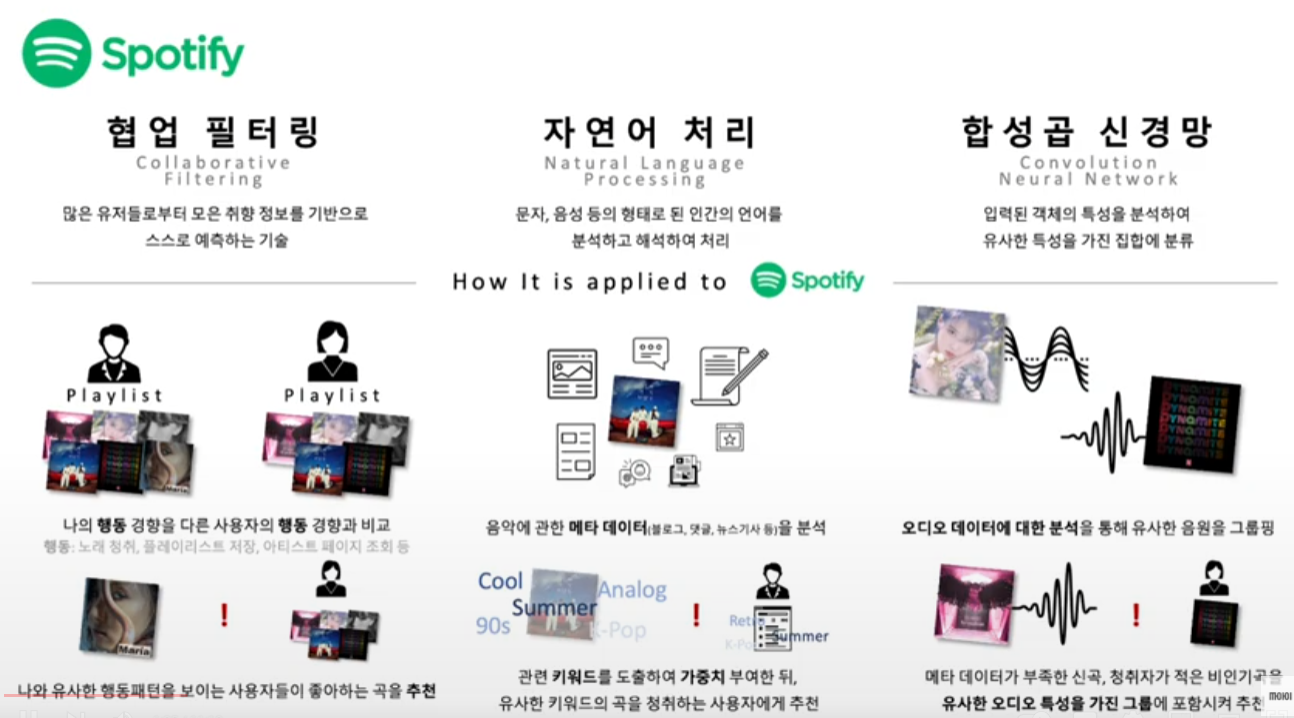 Spotify
협업 필터링
Collaborative
Filtering
많은 유저들로부터 모은 취향 정보를 기반으로
스스로 예측하는 기술
자연어 처리
Natural Language
Processing
문자, 음성 등의 형태로 된 인간의 언어를
분석하고 해석하여 처리
합성곱 신경망
Convolution
Neural Network
입력된 객체의 특성을 분석하여
유사한 특성을 가진 집합에 분류
How It is applied to Spotify
Playlist
Playlist
Maria
나의 행동 경향을 다른 사용자의 행동 경향과 비교
행동: 노래 청취, 플레이리스트 저장, 아티스트 페이지 조회 등
Maria
!
나와 유사한 행동패턴을 보이는 사용자들이 좋아하는 곡을 추천
음악에 관한 메타 데이터(블로그, 댓글, 뉴스기사 등)을 분석
Cool
Analog
Summer
90s
K-Pop
!
Retro
Summer
K-Pop
관련 키워드를 도출하여 가중치 부여한 뒤,
유사한 키워드의 곡을 청취하는 사용자에게 추천
DYNAMITE
DYNAMITE
DYNAMITE
DYNAMITE
DYNAMITE
오디오 데이터에 대한 분석을 통해 유사한 음원을 그룹핑
!
메타 데이터가 부족한 신곡, 청취자가 적은 비인기곡을
유사한 오디오 특성을 가진 그룹에 포함시켜 추천
MOKI